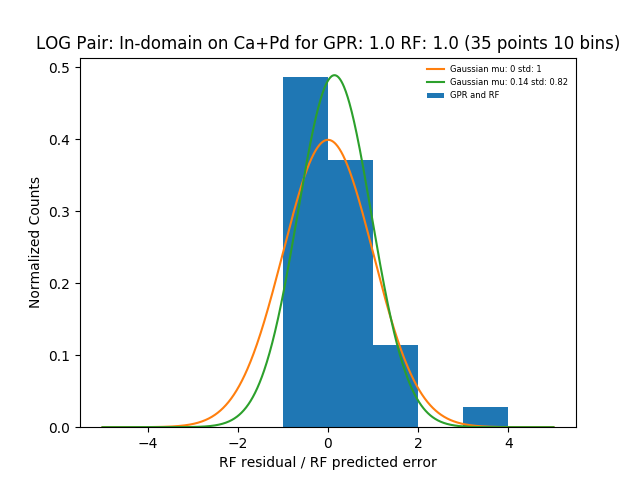 LOG Pair: In-domain on Ca+Pd for GPR: 1.0 RF: 1.0 (35 points 10 bins)
Gaussian mu: 0 std: 1
Gaussian mu: 0.14 std: 0.82
GPR and RF
Normalized Counts
0.5
0.4
0.3
0.2
0.1
0.0
−4 −2 0 2 4
RF residual / RF predicted error